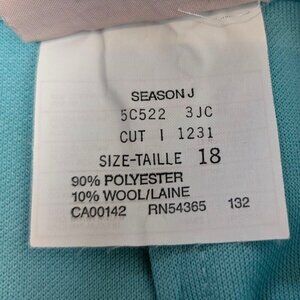 SEASON J
5C522 3JC
CUT I 1231
SIZE-TAILLE 18
90% POLYESTER
10% WOOL/LAINE
CA00142 RN54365 132